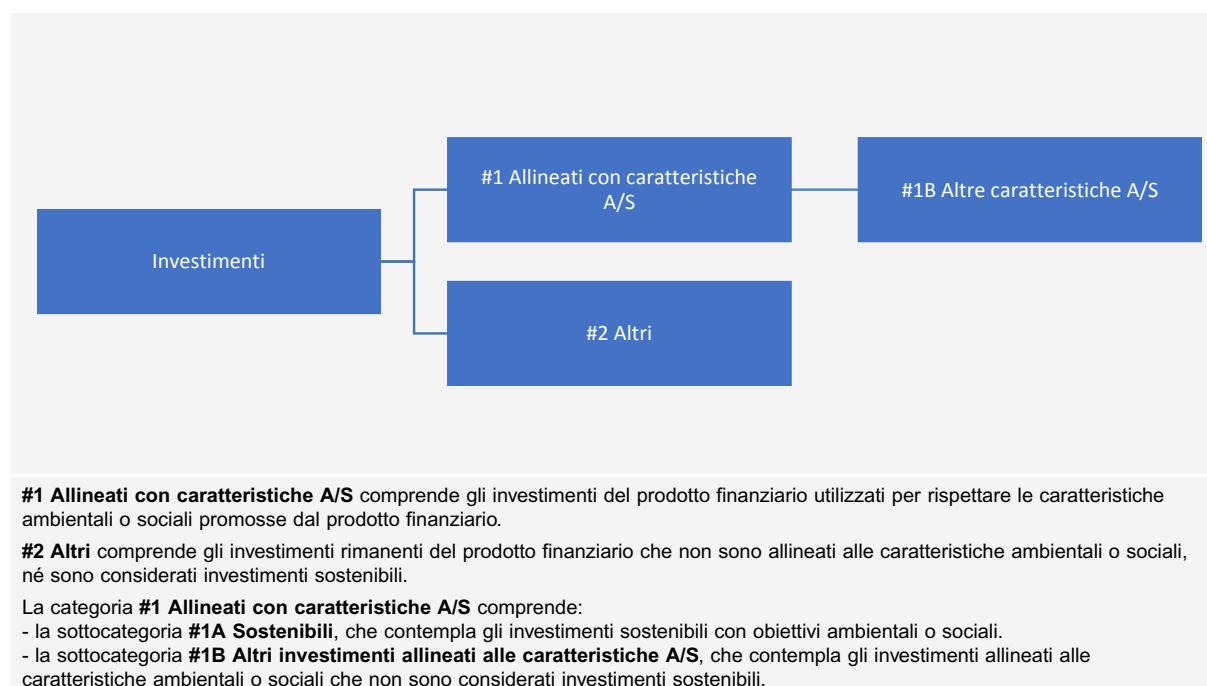 #1 Allineati con caratteristiche
A/S
#1B Altre caratteristiche A/S
Investimenti
#2 Altri
#1 Allineati con caratteristiche A/S comprende gli investimenti del prodotto finanziario utilizzati per rispettare le caratteristiche
ambientali o sociali promosse dal prodotto finanziario.
#2 Altri comprende gli investimenti rimanenti del prodotto finanziario che non sono allineati alle caratteristiche ambientali o sociali,
né sono considerati investimenti sostenibili.
La categoria #1 Allineati con caratteristiche A/S comprende:
- la sottocategoria #1A Sostenibili, che contempla gli investimenti sostenibili con obiettivi ambientali o sociali.
- la sottocategoria #1B Altri investimenti allineati alle caratteristiche A/S, che contempla gli investimenti allineati alle
caratteristiche ambientali o sociali che non sono considerati investimenti sostenibili.